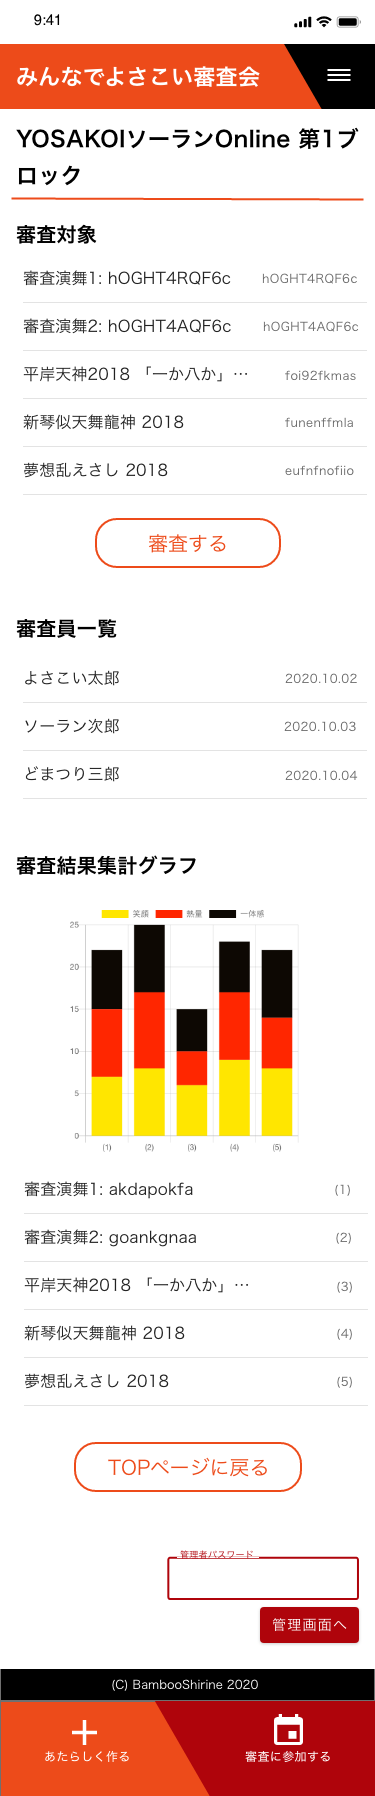 9:41
みんなでよさこい審査会
YOSAKOIソーランOnline 第1ブ
ロック
審査対象
審査演舞1: hOGHT4RQF6c hOGHT4RQF6c
審査演舞2: hOGHT4AQF6c hOGHT4AQF6c
平岸天神2018 「一か八か」… foi92fkmas
新琴似天舞龍神 2018 funenffmla
夢想乱えさし 2018 eufnfnofiio
審査する
審査員一覧
よさこい太郎 2020.10.02
ソーラン次郎 2020.10.03
どまつり三郎 2020.10.04
審査結果集計グラフ
笑顔 熱量 一体感
25
20
15
10
5
0
(1) (2) (3) (4) (5)
審査演舞1: akdapokfa (1)
審査演舞2: goankgnaa (2)
平岸天神2018 「一か八か」… (3)
新琴似天舞龍神 2018 (4)
夢想乱えさし 2018 (5)
TOPページに戻る
管理者パスワード
管理画面へ
(C) BambooShirine 2020
あたらしく作る 審査に参加する